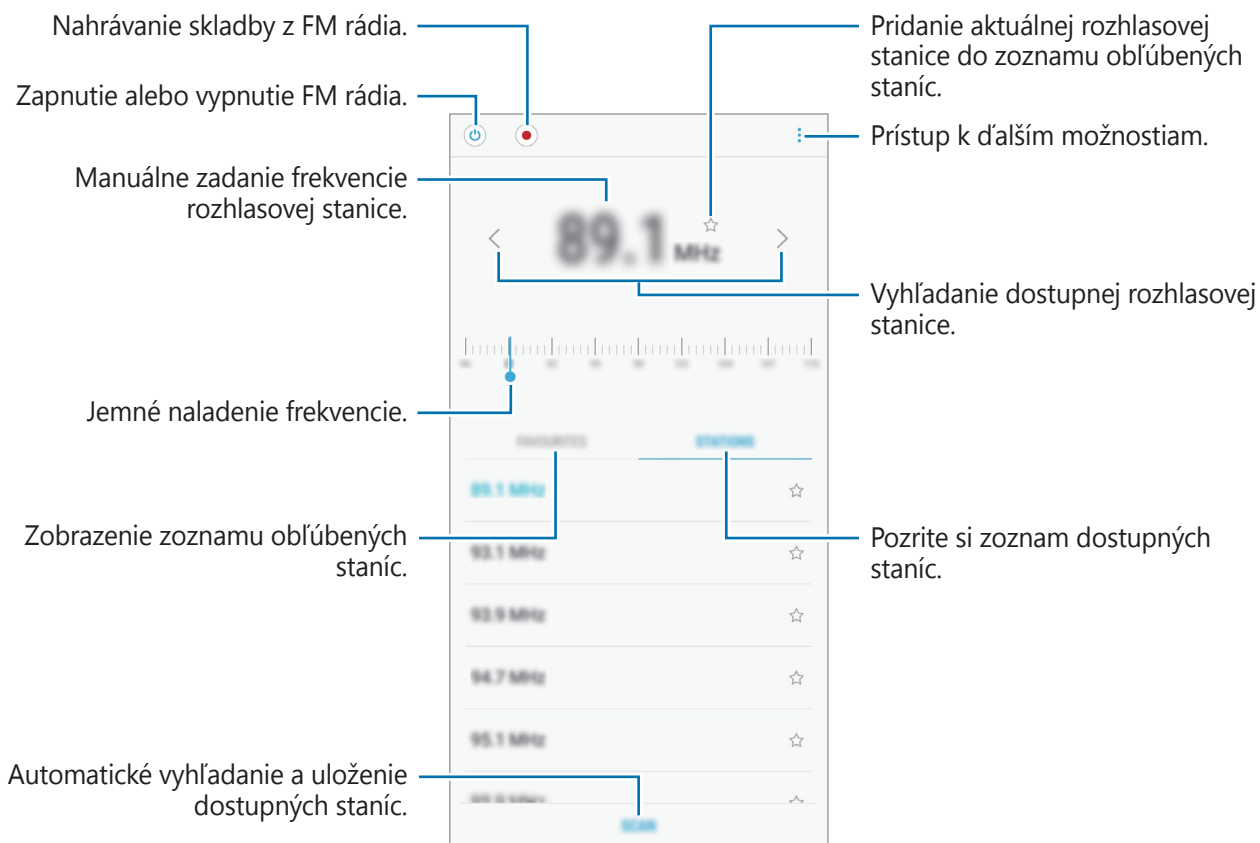 Nahrávanie skladby z FM rádia.
Zapnutie alebo vypnutie FM rádia.
Manuálne zadanie frekvencie
rozhlasovej stanice.
Jemné naladenie frekvencie.
Zobrazenie zoznamu obľúbených
staníc.
Automatické vyhľadanie a uloženie
dostupných staníc.
Pridanie aktuálnej rozhlasovej
stanice do zoznamu obľúbených
staníc.
Prístup k ďalším možnostiam.
Vyhľadanie dostupnej rozhlasovej
stanice.
Pozrite si zoznam dostupných
staníc.
89.1 MHz
FAVOURITES
STATIONS
89.1 MHz
93.1 MHz
93.9 MHz
94.7 MHz
95.1 MHz
SCAN